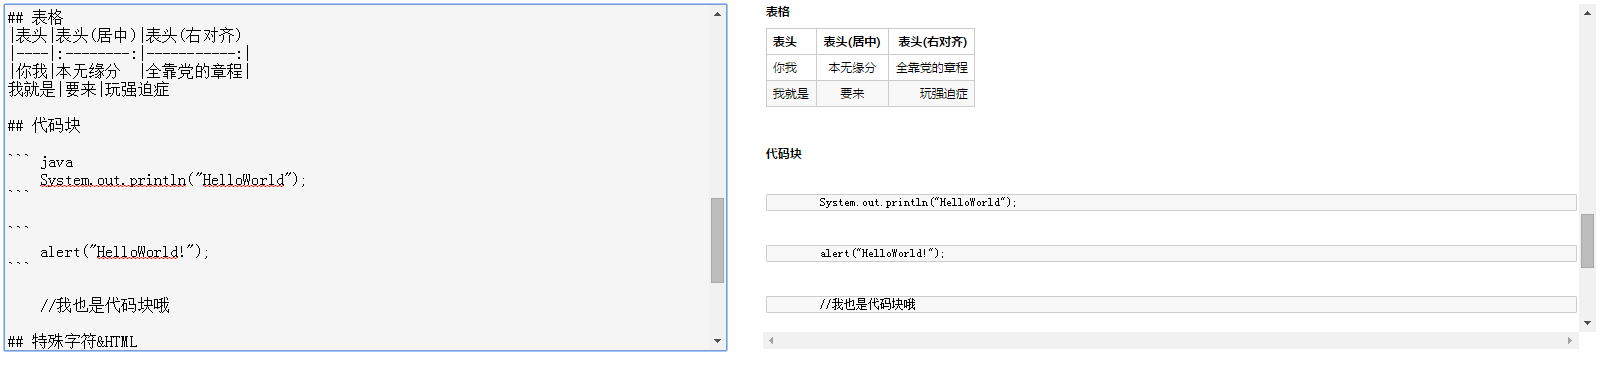 ## 表格
|表头|表头(居中)|表头(右对齐)
|----|:--------:|-----------:|
|你我|本无缘分  |全靠党的章程|
我就是|要来|玩强迫症
## 代码块
``` java
    System.out.println("HelloWorld");
```
```
    alert("HelloWorld!");
```
    //我也是代码块哦
## 特殊字符&HTML
表格
表头 表头(居中) 表头(右对齐)
你我 本无缘分 全靠党的章程
我就是 要来 玩强迫症
代码块
System.out.println("HelloWorld");
alert("HelloWorld!");
//我也是代码块哦